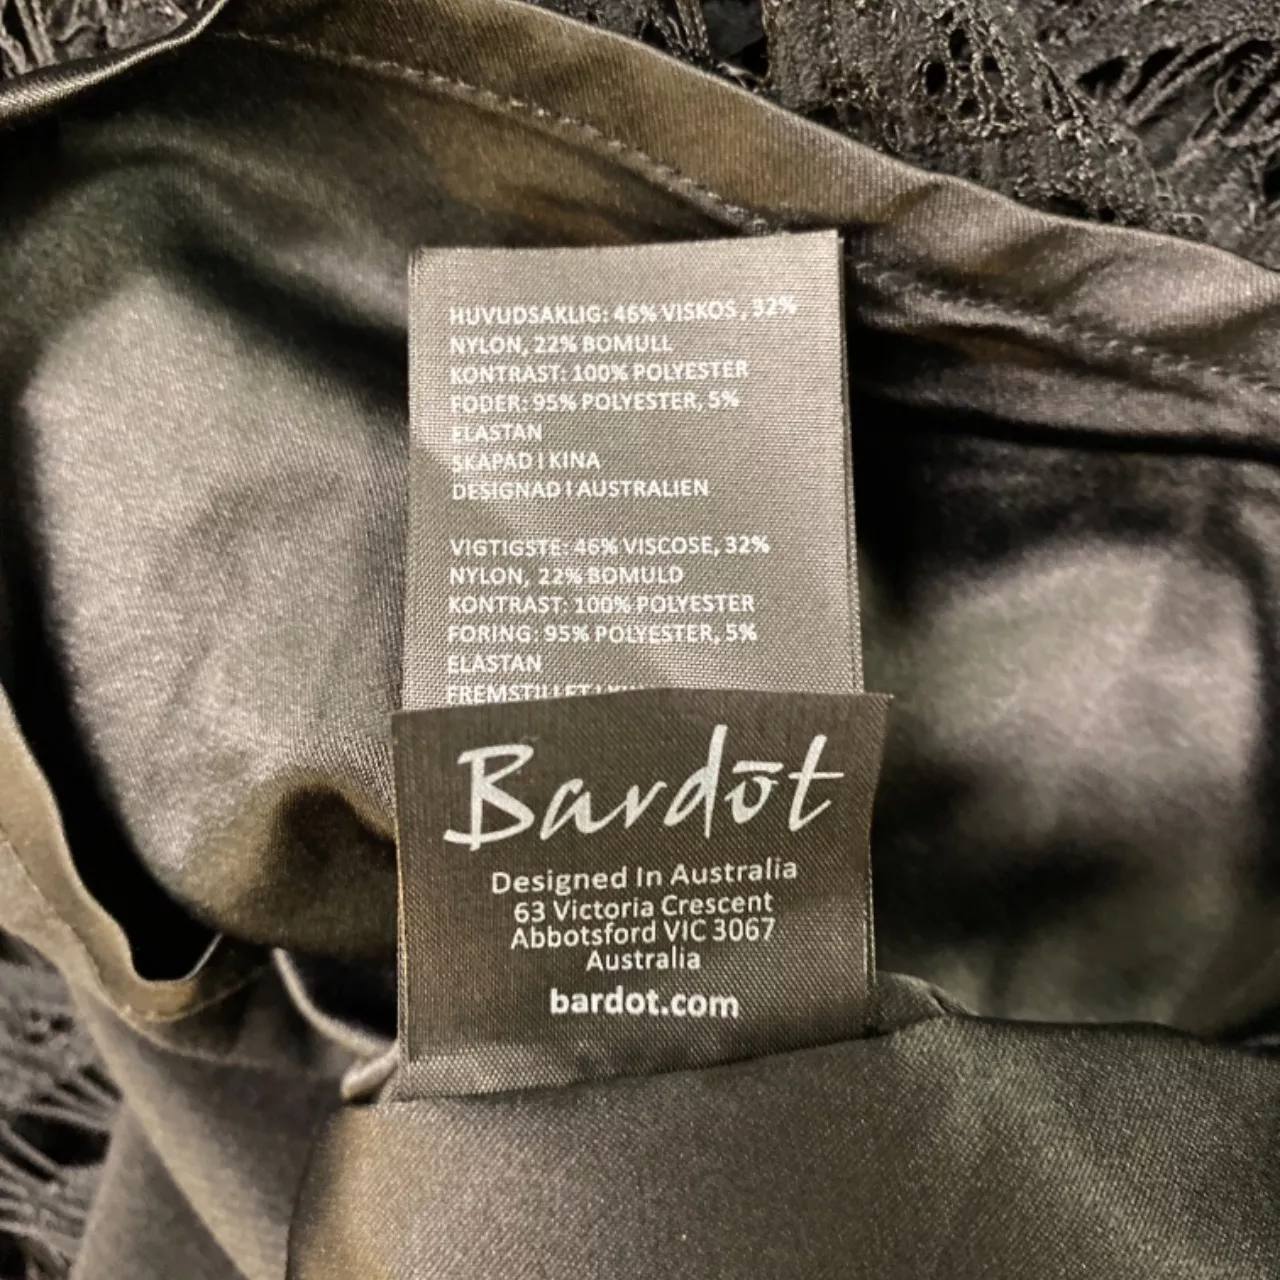 HUVUDSAKLIG: 46% VISKOS , 32%
NYLON, 22% BOMULL
KONTRAST: 100% POLYESTER
FODER: 95% POLYESTER, 5%
ELASTAN
SKAPAD I KINA
DESIGNAD I AUSTRALIEN
VIGTIGSTE: 46% VISCOSE, 32%
NYLON, 22% BOMULD
KONTRAST: 100% POLYESTER
FORING: 95% POLYESTER, 5%
ELASTAN
FREMSTILLET I
Bardōt
Designed In Australia
63 Victoria Crescent
Abbotsford VIC 3067
Australia
bardot.com